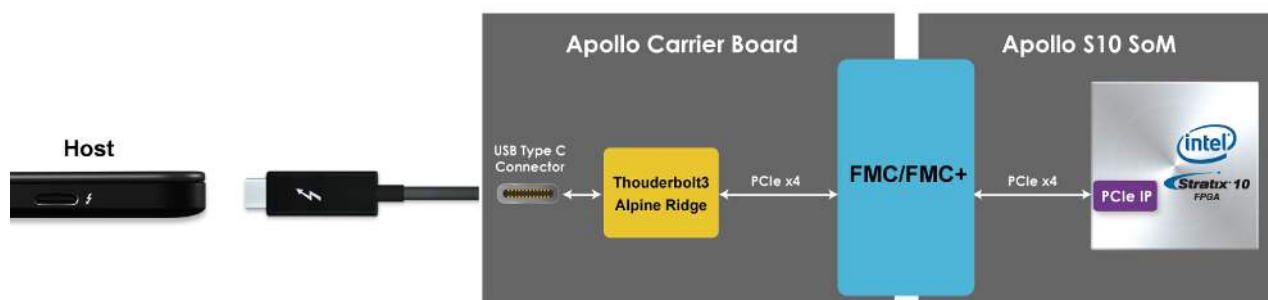 Apollo Carrier Board
Apollo S10 SoM
Host
USB Type C
Connector
Thouderbolt3
Alpine Ridge
PCIe x4
FMC/FMC+
PCIe x4
PCIe IP
intel
Stratix 10
FPGA